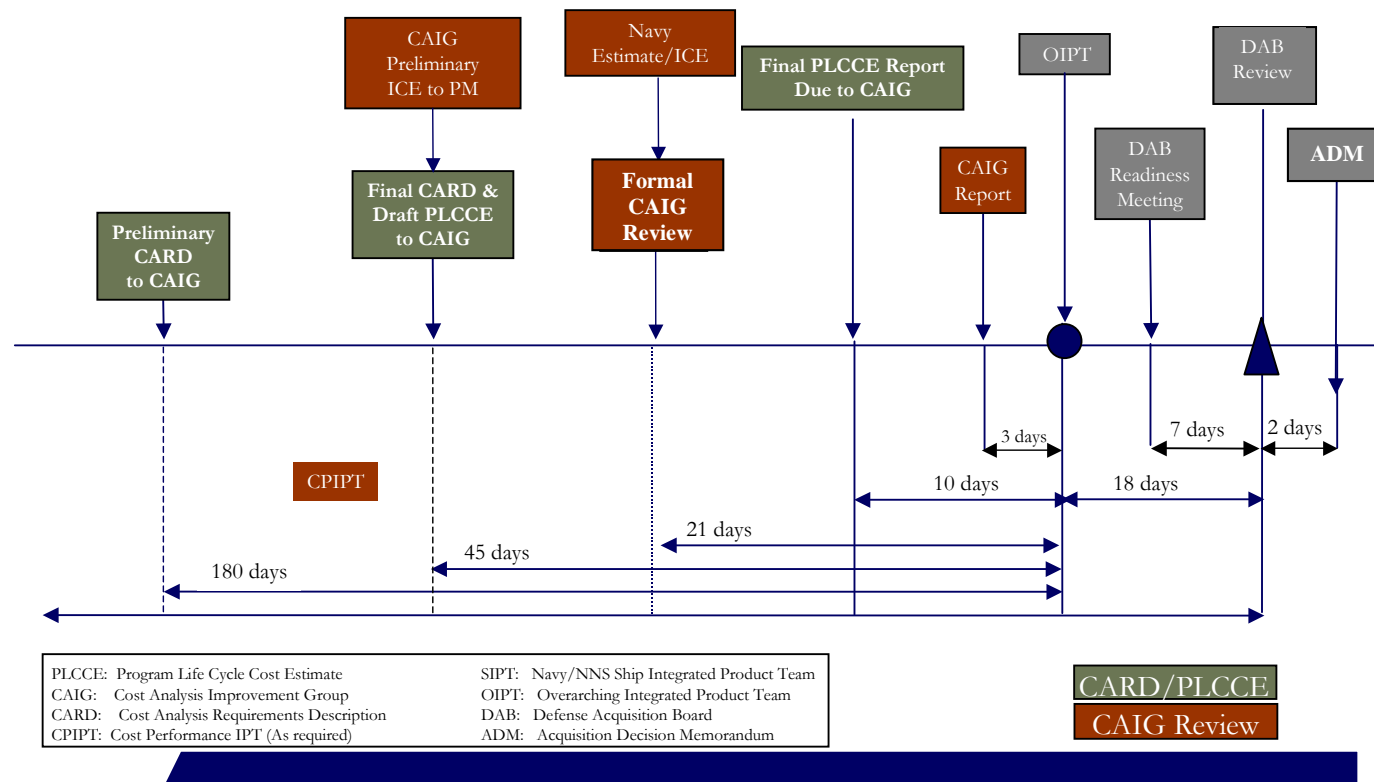 CAIG
Preliminary
ICE to PM
Navy
Estimate/ICE
Final PLCCE Report
Due to CAIG
OIPT
DAB
Review
Preliminary
CARD
to CAIG
Final CARD &
Draft PLCCE
to CAIG
Formal
CAIG
Review
CAIG
Report
DAB
Readiness
Meeting
ADM
3 days
7 days
2 days
CPIPT
10 days
18 days
21 days
45 days
180 days
PLCCE: Program Life Cycle Cost Estimate
CAIG: Cost Analysis Improvement Group
CARD: Cost Analysis Requirements Description
CPIPT: Cost Performance IPT (As required)
SIPT: Navy/NNS Ship Integrated Product Team
OIPT: Overarching Integrated Product Team
DAB: Defense Acquisition Board
ADM: Acquisition Decision Memorandum
CARD/PLCCE
CAIG Review